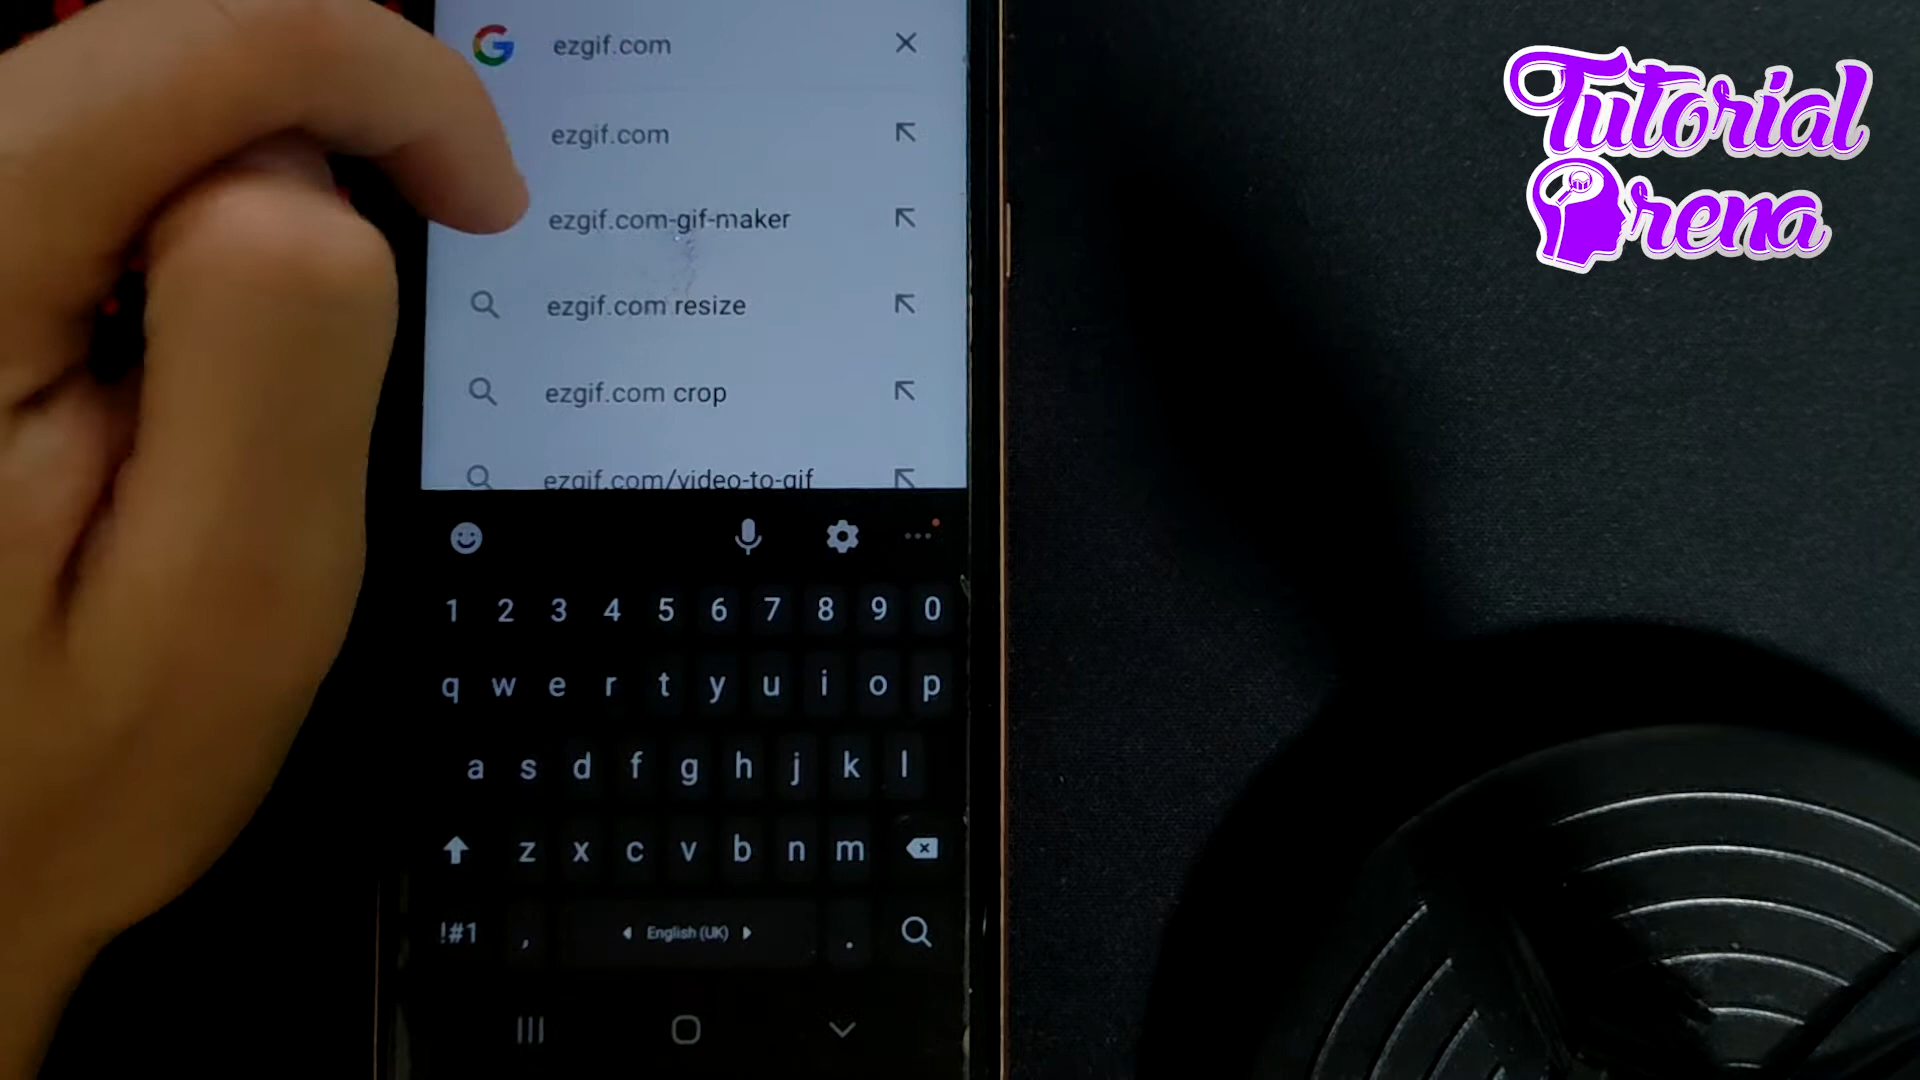 ezgif.com
ezgif.com
ezgif.com-gif-maker
ezgif.com resize
ezgif.com crop
ezgif.com/video-to-gif
1 2 3 4 5 6 7 8 9 0
q w e r t y u i o p
a s d f g h j k l
z x c v b n m
!#1 , English (UK) .
Tutorial
Arena